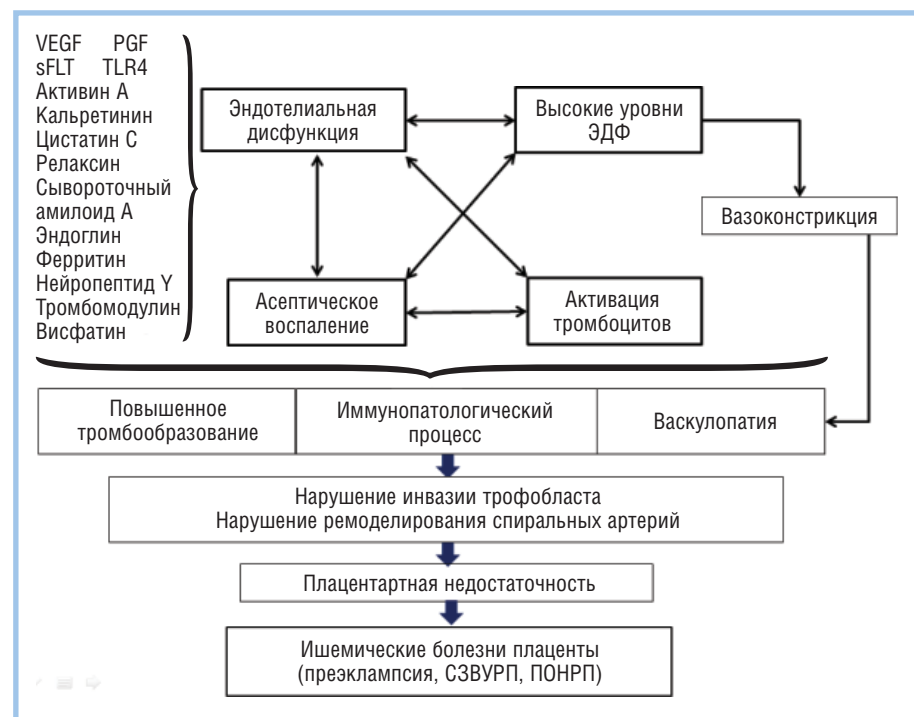 VEGF PGF
sFLT TLR4
Активин А
Кальретинин
Цистатин С
Релаксин
Сывороточный
амилоид А
Эндоглин
Ферритин
Нейропептид Y
Тромбомодулин
Висфатин
Эндотелиальная
дисфункция
Высокие уровни
ЭДФ
Вазоконстрикция
Асептическое
воспаление
Активация
тромбоцитов
Повышенное
тромбообразование
Иммунопатологический
процесс
Васкулопатия
Нарушение инвазии трофобласта
Нарушение ремоделирования спиральных артерий
Плацентартная недостаточность
Ишемические болезни плаценты
(преэклампсия, СЗВУРП, ПОНРП)